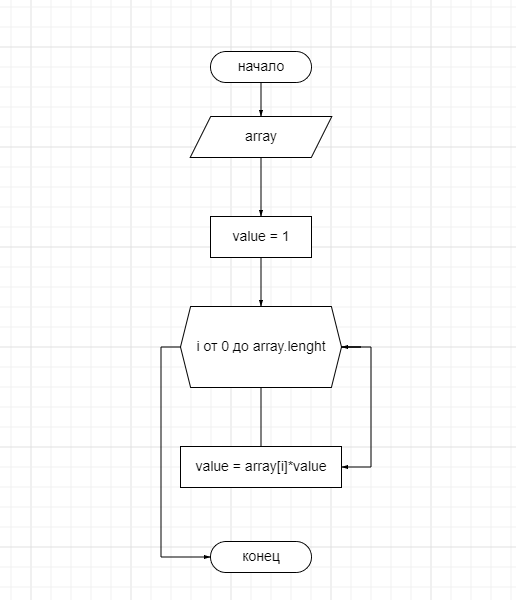 начало
array
value = 1
i от 0 до array.lenght
value = array[i]*value
конец